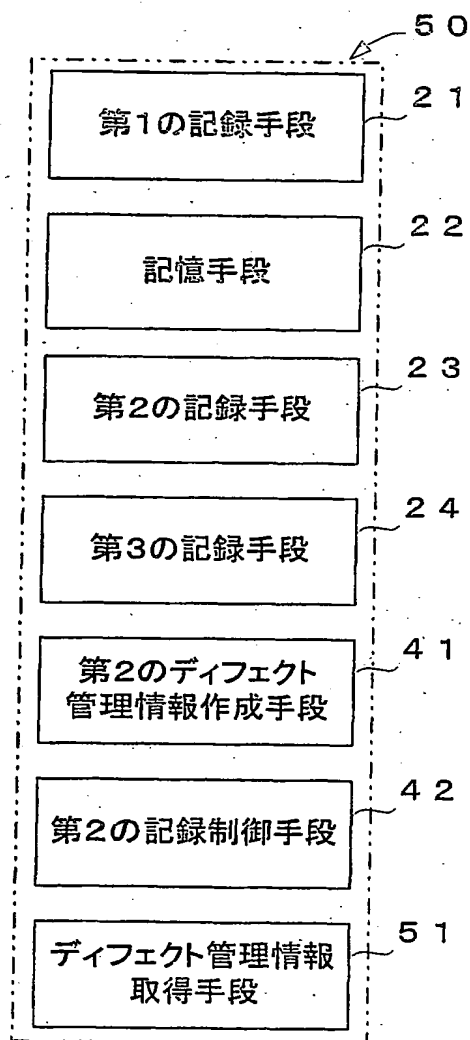 50
第1の記録手段
21
記憶手段
22
第2の記録手段
23
第3の記録手段
24
第2のディフェクト
管理情報作成手段
41
第2の記録制御手段
42
ディフェクト管理情報
取得手段
51